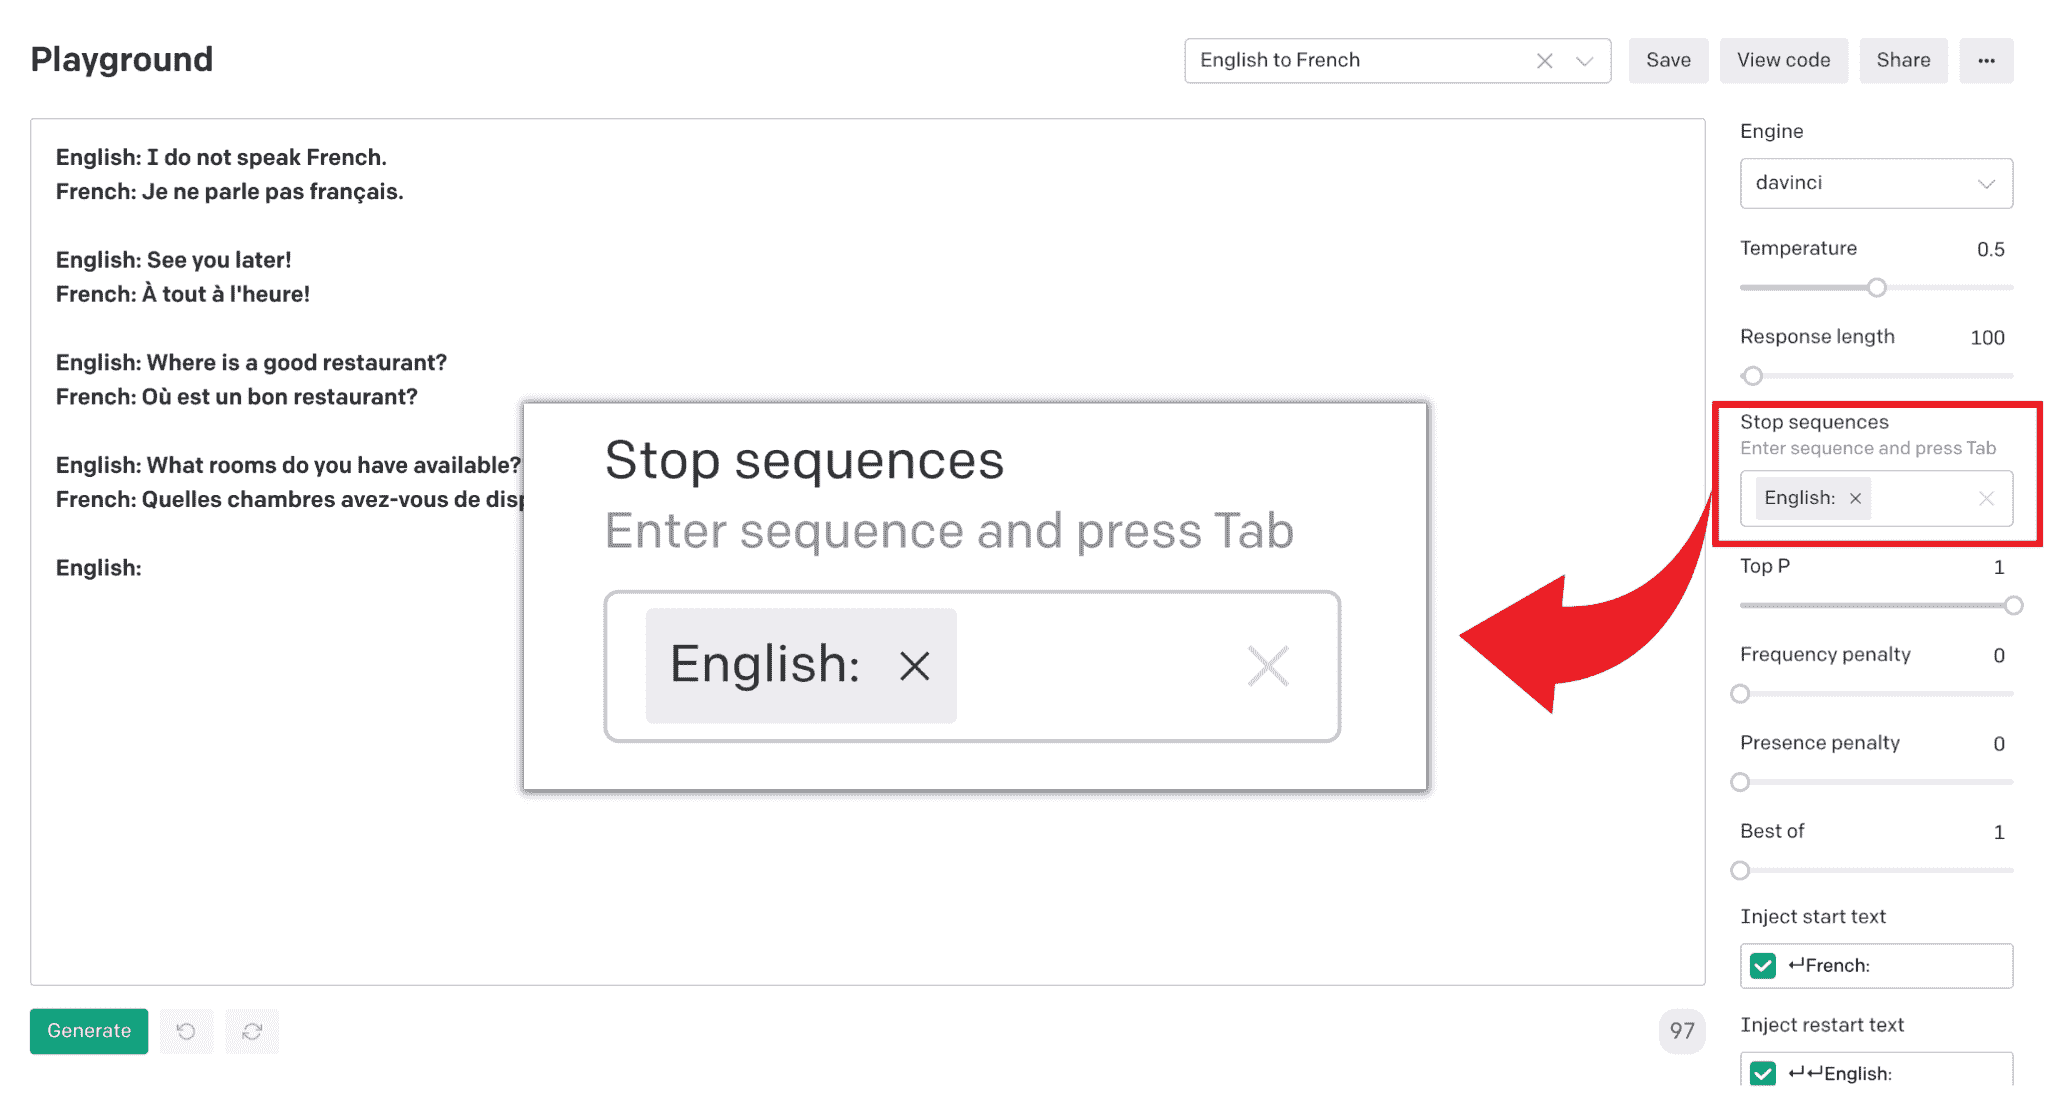 Playground
English to French
Save
View code
Share
English: I do not speak French.
French: Je ne parle pas français.
English: See you later!
French: À tout à l'heure!
English: Where is a good restaurant?
French: Où est un bon restaurant?
English: What rooms do you have available?
French: Quelles chambres avez-vous de disp
English:
Stop sequences
Enter sequence and press Tab
English:
Generate
97
Engine
davinci
Temperature 0.5
Response length 100
Stop sequences
Enter sequence and press Tab
English:
Top P 1
Frequency penalty 0
Presence penalty 0
Best of 1
Inject start text
↵French:
Inject restart text
↵↵English: